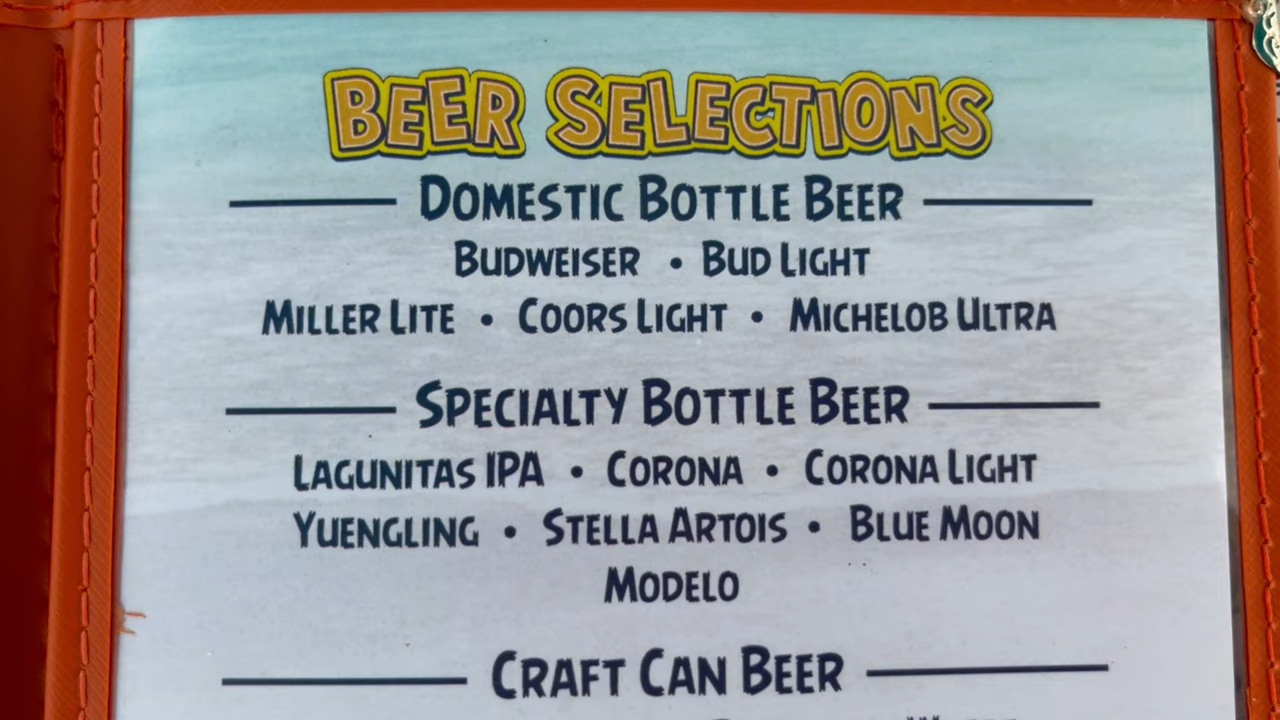 BEER SELECTIONS
DOMESTIC BOTTLE BEER
BUDWEISER • BUD LIGHT
MILLER LITE • COORS LIGHT • MICHELOB ULTRA
SPECIALTY BOTTLE BEER
LAGUNITAS IPA • CORONA • CORONA LIGHT
YUENGLING • STELLA ARTOIS • BLUE MOON
MODELO
CRAFT CAN BEER